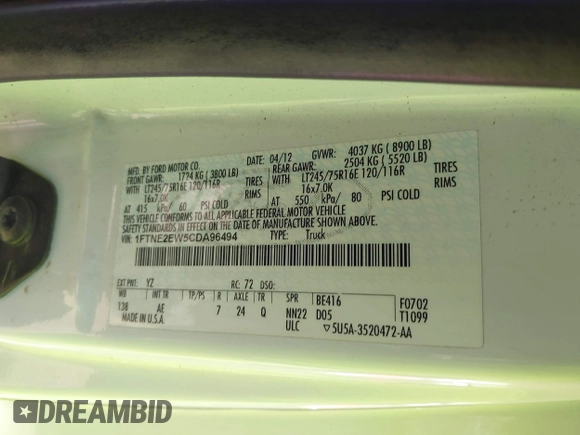 MFD. BY FORD MOTOR CO.
04/12 GVWR: 4037 KG ( 8900 LB)
FRONT GAWR: 1724 KG ( 3800 LB) REAR GAWR: 2504 KG ( 5520 LB)
LT245/75R16E 120/116R TIRES LT245/75R16E 120/116R TIRES
16x7.0K RIMS 16x7.0K RIMS
AT 415 kPa/ 60 PSI COLD AT 550 kPa/ 80 PSI COLD
THIS VEHICLE CONFORMS TO ALL APPLICABLE FEDERAL MOTOR VEHICLE
SAFETY STANDARDS IN EFFECT ON THE DATE OF MANUFACTURE SHOWN ABOVE.
VIN: 1FTNE2EW5CDA96494 TYPE: Truck
EXT PNT: YZ RC: 72 DSO:
WB INT TR TP/PS R AXLE TR SPR BE416 F0702
138 AE 7 24 Q NN22 D05 T1099
MADE IN U.S.A. ULC ▽5U5A-3520472-AA
DREAMBID